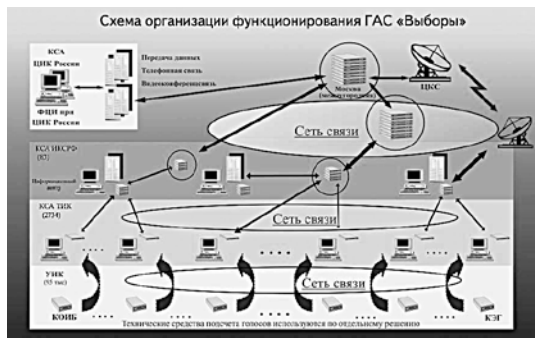 Схема организации функционирования ГАС «Выборы»
КСА
ЦИК России
ФЦИ при
ЦИК России
Передача данных
Телефонная связь
Видеоконференцсвязь
Москва
ЦКС
Сеть связи
КСА ИКСРФ
КСА ТИК
(2734)
Сеть связи
УИК
(95 тыс)
Сеть связи
КОИБ
КЭГ
Технические средства подсчета голосов используются по отдельному решению